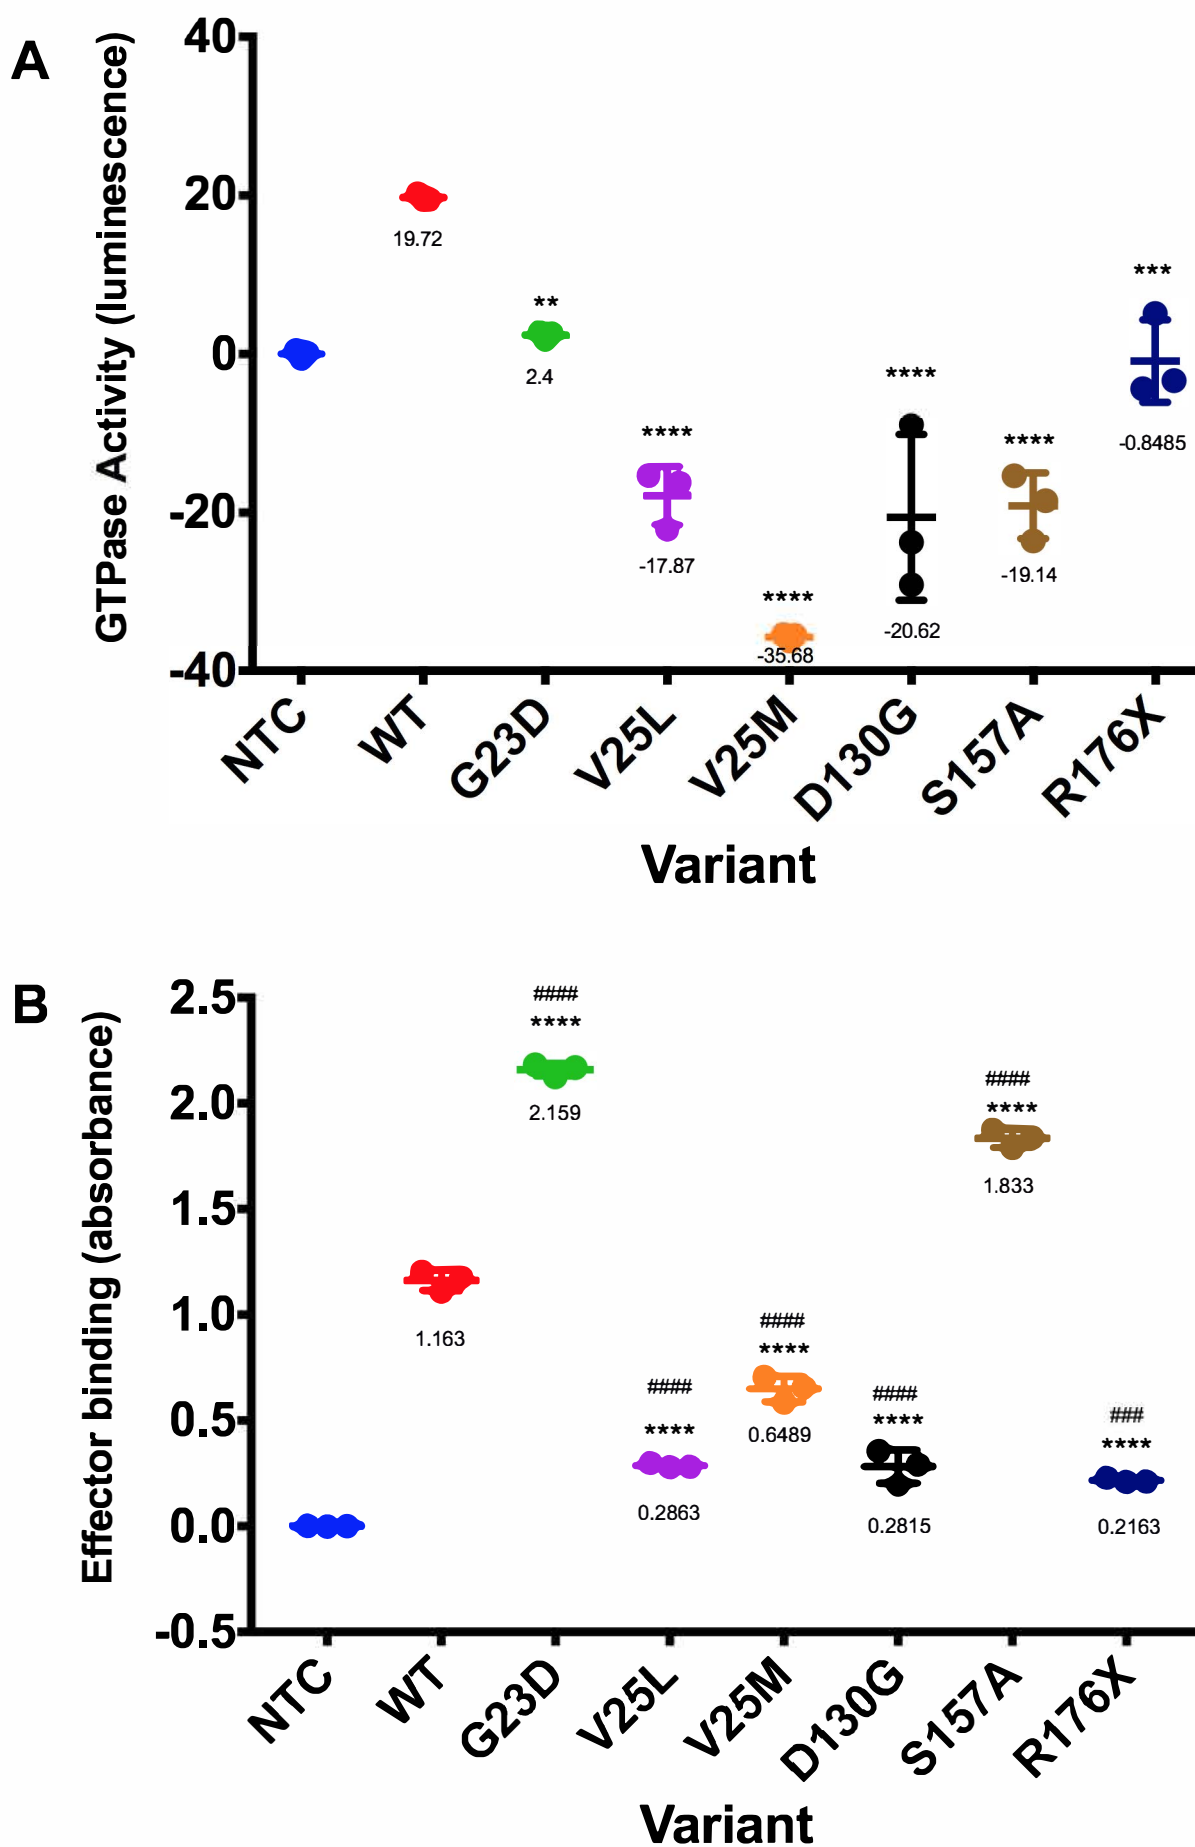 A
GTPase Activity (luminescence)
40
20
0
-20
-40
19.72
**
2.4
****
-17.87
****
-35.68
****
-20.62
****
-19.14
***
-0.8485
NTC
WT
G23D
V25L
V25M
D130G
S157A
R176X
Variant
B
Effector binding (absorbance)
2.5
2.0
1.5
1.0
0.5
0.0
-0.5
1.163
####
****
2.159
####
****
0.2863
####
****
0.6489
####
****
0.2815
####
****
1.833
###
****
0.2163
NTC
WT
G23D
V25L
V25M
D130G
S157A
R176X
Variant